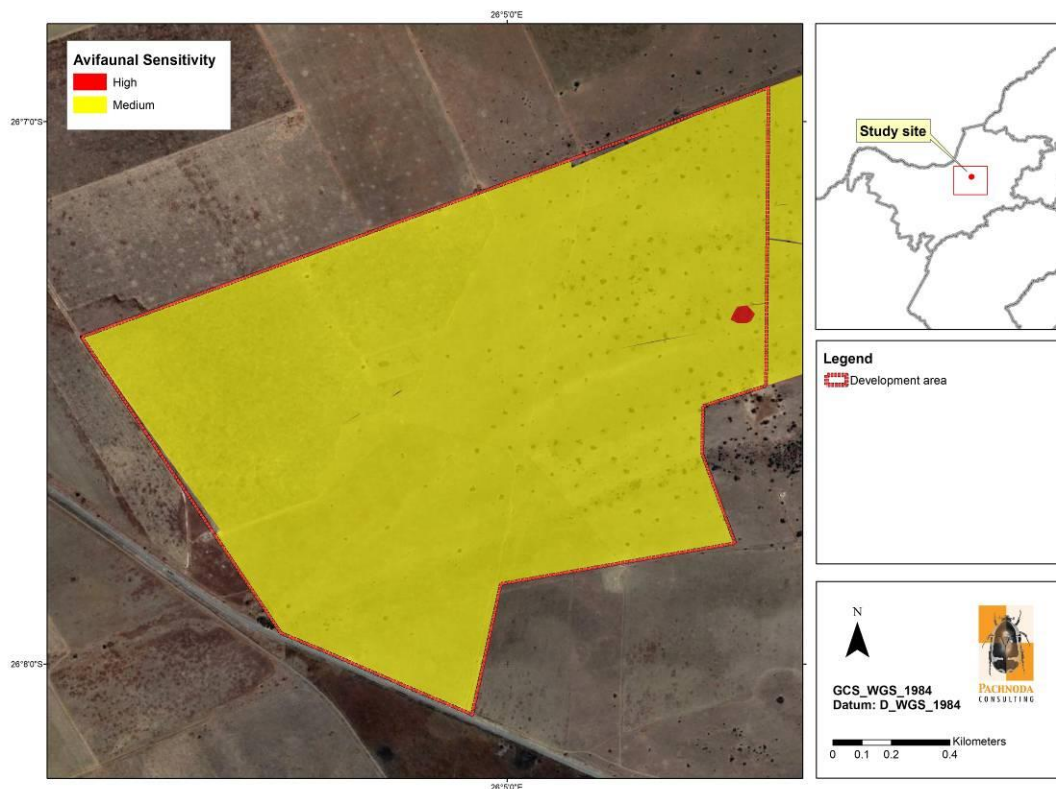 26°5'0"E
Avifaunal Sensitivity
High
Medium
26°7'0"S
26°8'0"S
26°5'0"E
Study site
Legend
Development area
N
PACHNODA
CONSULTING
GCS_WGS_1984
Datum: D_WGS_1984
Kilometers
0 0.1 0.2 0.4